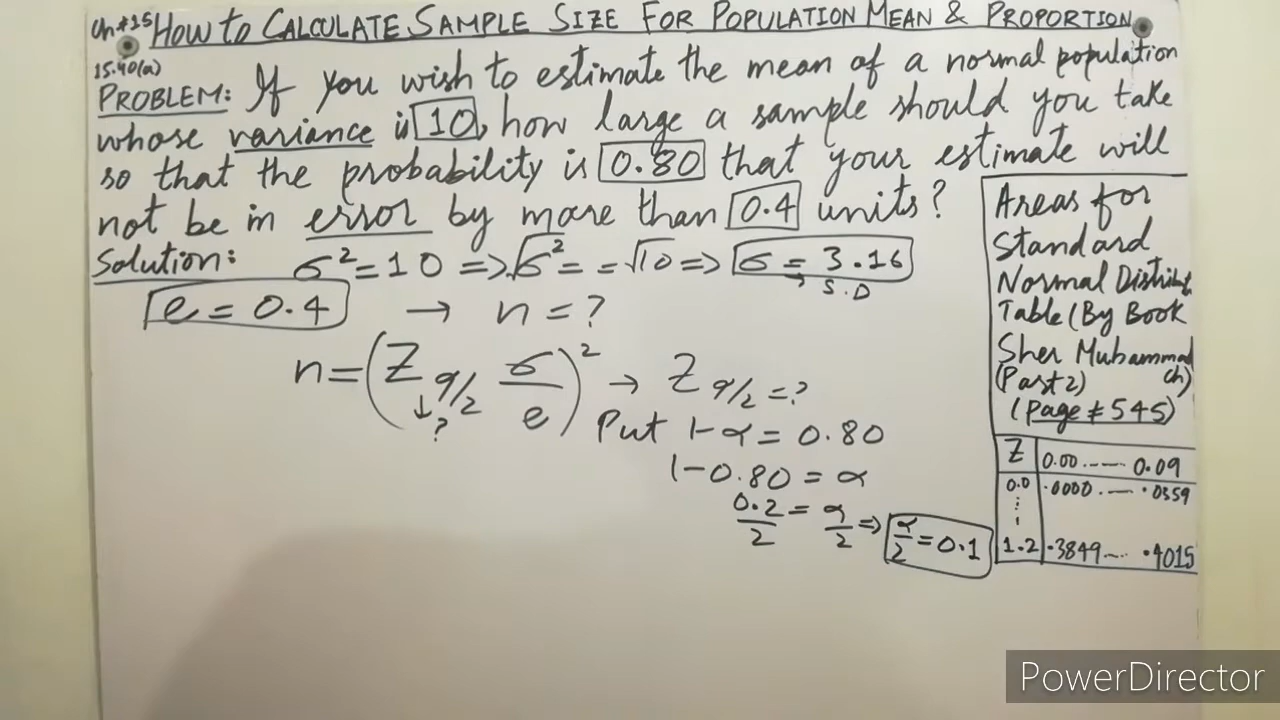 Ch#15 HOW to CALCULATE SAMPLE SIZE FOR POPULATION MEAN & PROPORTION
15.40(a)
PROBLEM: If you wish to estimate the mean of a normal population
whose variance is 10, how large a sample should you take
so that the probability is 0.80 that your estimate will
not be in error by more than 0.4 units?
Solution: σ² = 10 => √σ² = = √10 => σ = 3.16
→ S.D
e = 0.4 → n = ?
n = (Z α/2 σ/e)² → Z α/2 = ?
↓ ?
Put 1-α = 0.80
1-0.80 = α
0.2/2 = α/2 => α/2 = 0.1
Areas for
Standard
Normal Distribut
Table (By Book
Sher Muhammad
(Part 2) ch)
(page # 545)
Z 0.00 ...... 0.09
0.0 .0000 .... .0359
1.2 .3849 .... .4015
PowerDirector